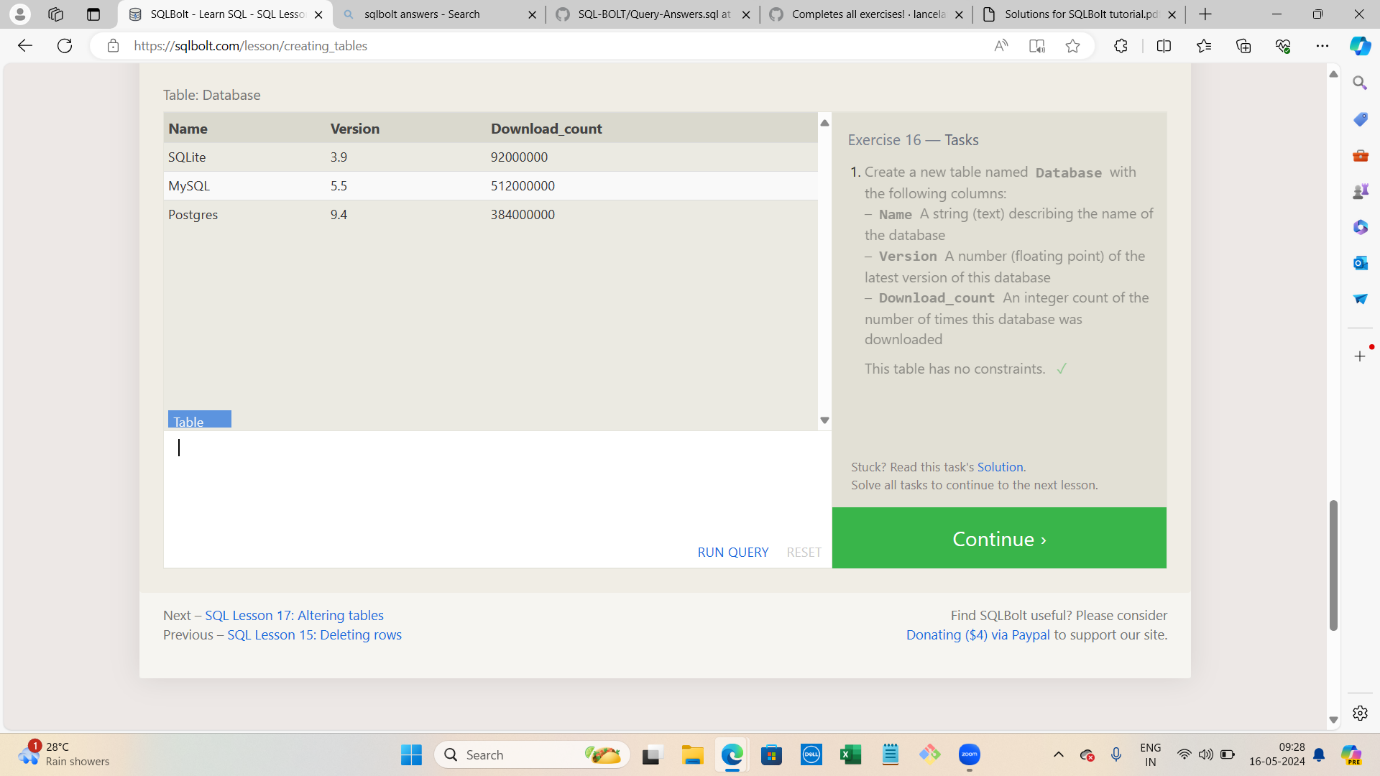 SQLBolt - Learn SQL - SQL Lesso
sqlbolt answers - Search
SQL-BOLT/Query-Answers.sql at
Completes all exercises! · lancela
Solutions for SQLBolt tutorial.pd
https://sqlbolt.com/lesson/creating_tables
Table: Database
Name Version Download_count
SQLite 3.9 92000000
MySQL 5.5 512000000
Postgres 9.4 384000000
Table
RUN QUERY RESET
Exercise 16 — Tasks
1. Create a new table named Database with
the following columns:
– Name A string (text) describing the name of
the database
– Version A number (floating point) of the
latest version of this database
– Download_count An integer count of the
number of times this database was
downloaded
This table has no constraints. ✓
Stuck? Read this task's Solution.
Solve all tasks to continue to the next lesson.
Continue ›
Next – SQL Lesson 17: Altering tables
Previous – SQL Lesson 15: Deleting rows
Find SQLBolt useful? Please consider
Donating ($4) via Paypal to support our site.
1
28°C
Rain showers
Search
DELL
zoom
ENG
IN
09:28
16-05-2024
PRE